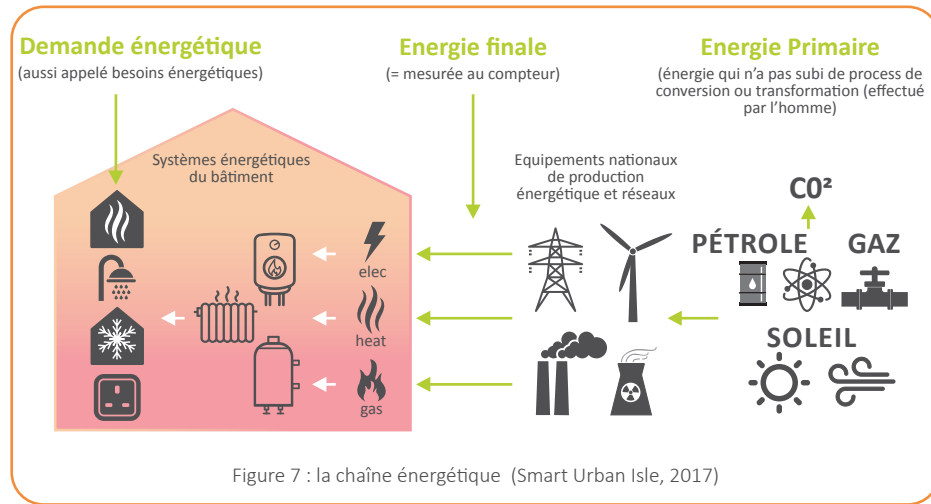 Demande énergétique
(aussi appelé besoins énergétiques)
Energie finale
(= mesurée au compteur)
Energie Primaire
(énergie qui n'a pas subi de process de
conversion ou transformation (effectué
par l'homme)
Systèmes énergétiques
du bâtiment
elec
heat
gas
Equipements nationaux
de production
énergétique et réseaux
C0²
PÉTROLE
GAZ
SOLEIL
Figure 7 : la chaîne énergétique (Smart Urban Isle, 2017)